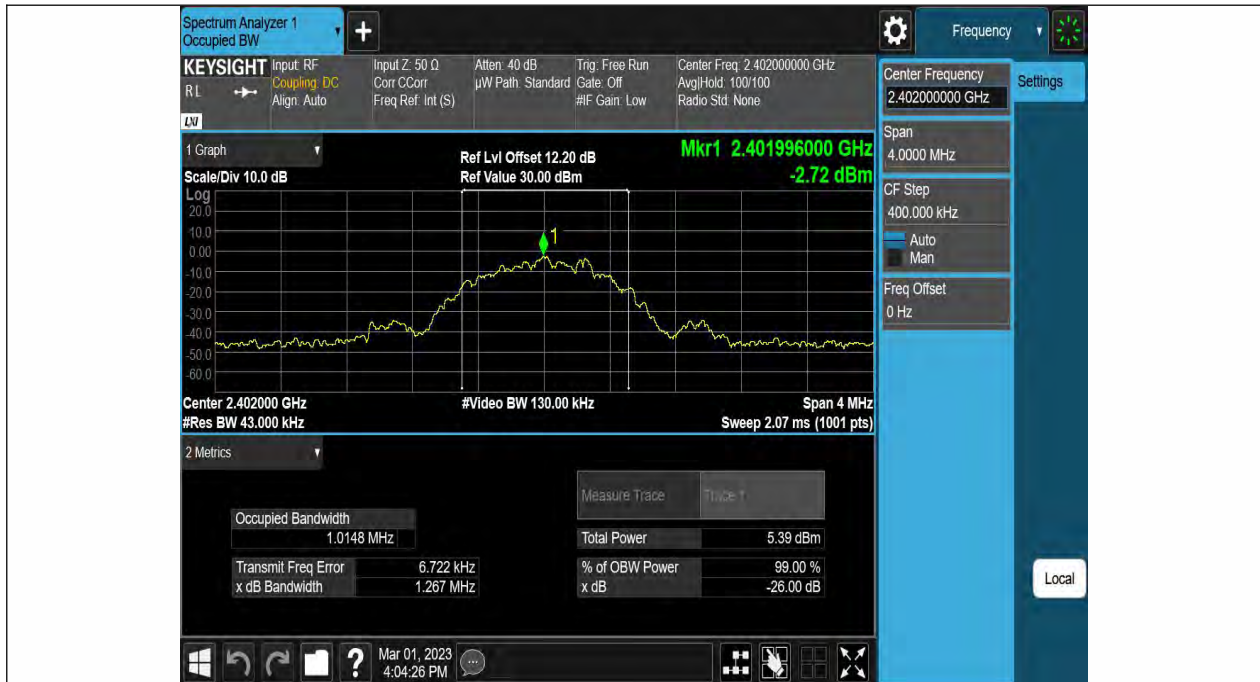 Spectrum Analyzer 1
Occupied BW
Frequency
KEYSIGHT
R L
LXI
Input: RF
Coupling: DC
Align: Auto
Input Z: 50 Ω
Corr CCorr
Freq Ref: Int (S)
Atten: 40 dB
µW Path: Standard
Trig: Free Run
Gate: Off
#IF Gain: Low
Center Freq: 2.402000000 GHz
Avg|Hold: 100/100
Radio Std: None
Center Frequency
2.402000000 GHz
Settings
Span
4.0000 MHz
CF Step
400.000 kHz
Auto
Man
Freq Offset
0 Hz
Local
1 Graph
Scale/Div 10.0 dB
Ref Lvl Offset 12.20 dB
Ref Value 30.00 dBm
Mkr1 2.401996000 GHz
-2.72 dBm
Log
20.0
10.0
0.00
-10.0
-20.0
-30.0
-40.0
-50.0
-60.0
1
Center 2.402000 GHz
#Video BW 130.00 kHz
Span 4 MHz
#Res BW 43.000 kHz
Sweep 2.07 ms (1001 pts)
2 Metrics
Measure Trace
Trace 1
Occupied Bandwidth
1.0148 MHz
Total Power
5.39 dBm
Transmit Freq Error
6.722 kHz
% of OBW Power
99.00 %
x dB Bandwidth
1.267 MHz
x dB
-26.00 dB
?
Mar 01, 2023
4:04:26 PM